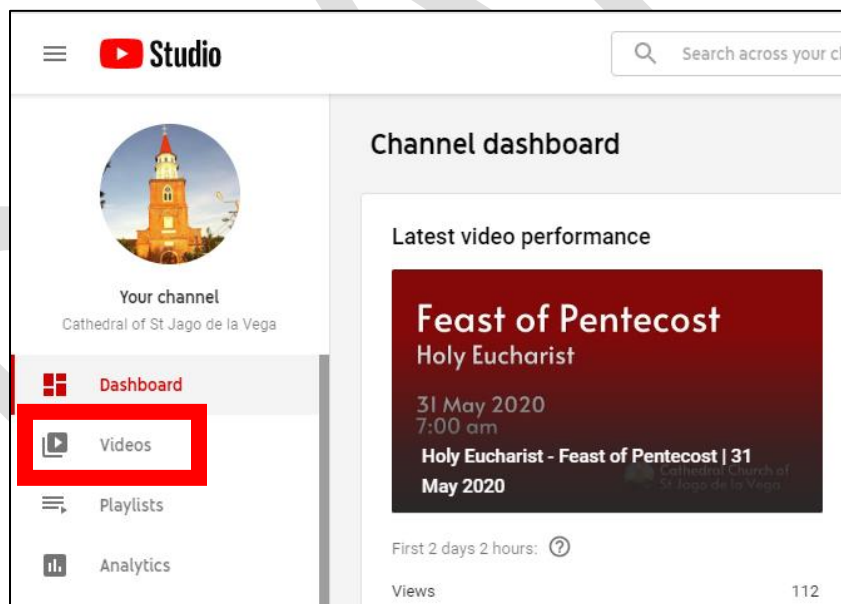 Studio
Search across your c
Your channel
Cathedral of St Jago de la Vega
Dashboard
Videos
Playlists
Analytics
Channel dashboard
Latest video performance
Feast of Pentecost
Holy Eucharist
31 May 2020
7:00 am
Holy Eucharist - Feast of Pentecost | 31
May 2020
Cathedral Church of
St Jago de la Vega
First 2 days 2 hours:
Views 112